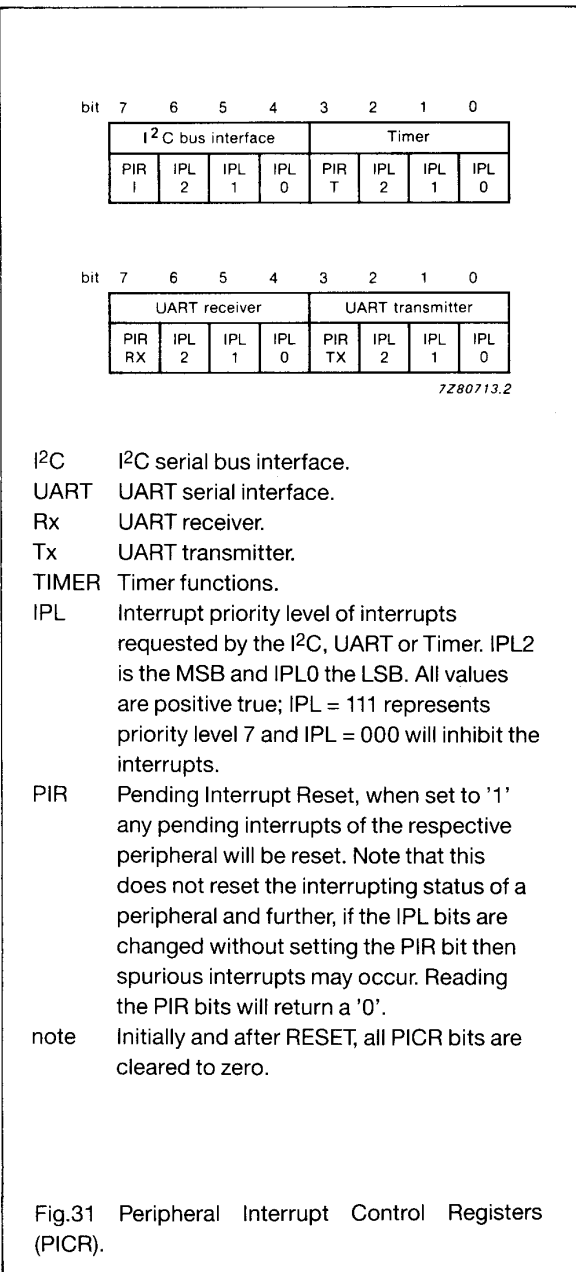 bit 7 6 5 4 3 2 1 0
I²C bus interface Timer
PIR IPL IPL IPL PIR IPL IPL IPL
I 2 1 0 T 2 1 0
bit 7 6 5 4 3 2 1 0
UART receiver UART transmitter
PIR IPL IPL IPL PIR IPL IPL IPL
RX 2 1 0 TX 2 1 0
7Z80713.2
I²C I²C serial bus interface.
UART UART serial interface.
Rx UART receiver.
Tx UART transmitter.
TIMER Timer functions.
IPL Interrupt priority level of interrupts
requested by the I²C, UART or Timer. IPL2
is the MSB and IPL0 the LSB. All values
are positive true; IPL = 111 represents
priority level 7 and IPL = 000 will inhibit the
interrupts.
PIR Pending Interrupt Reset, when set to '1'
any pending interrupts of the respective
peripheral will be reset. Note that this
does not reset the interrupting status of a
peripheral and further, if the IPL bits are
changed without setting the PIR bit then
spurious interrupts may occur. Reading
the PIR bits will return a '0'.
note Initially and after RESET, all PICR bits are
cleared to zero.
Fig.31 Peripheral Interrupt Control Registers
(PICR).